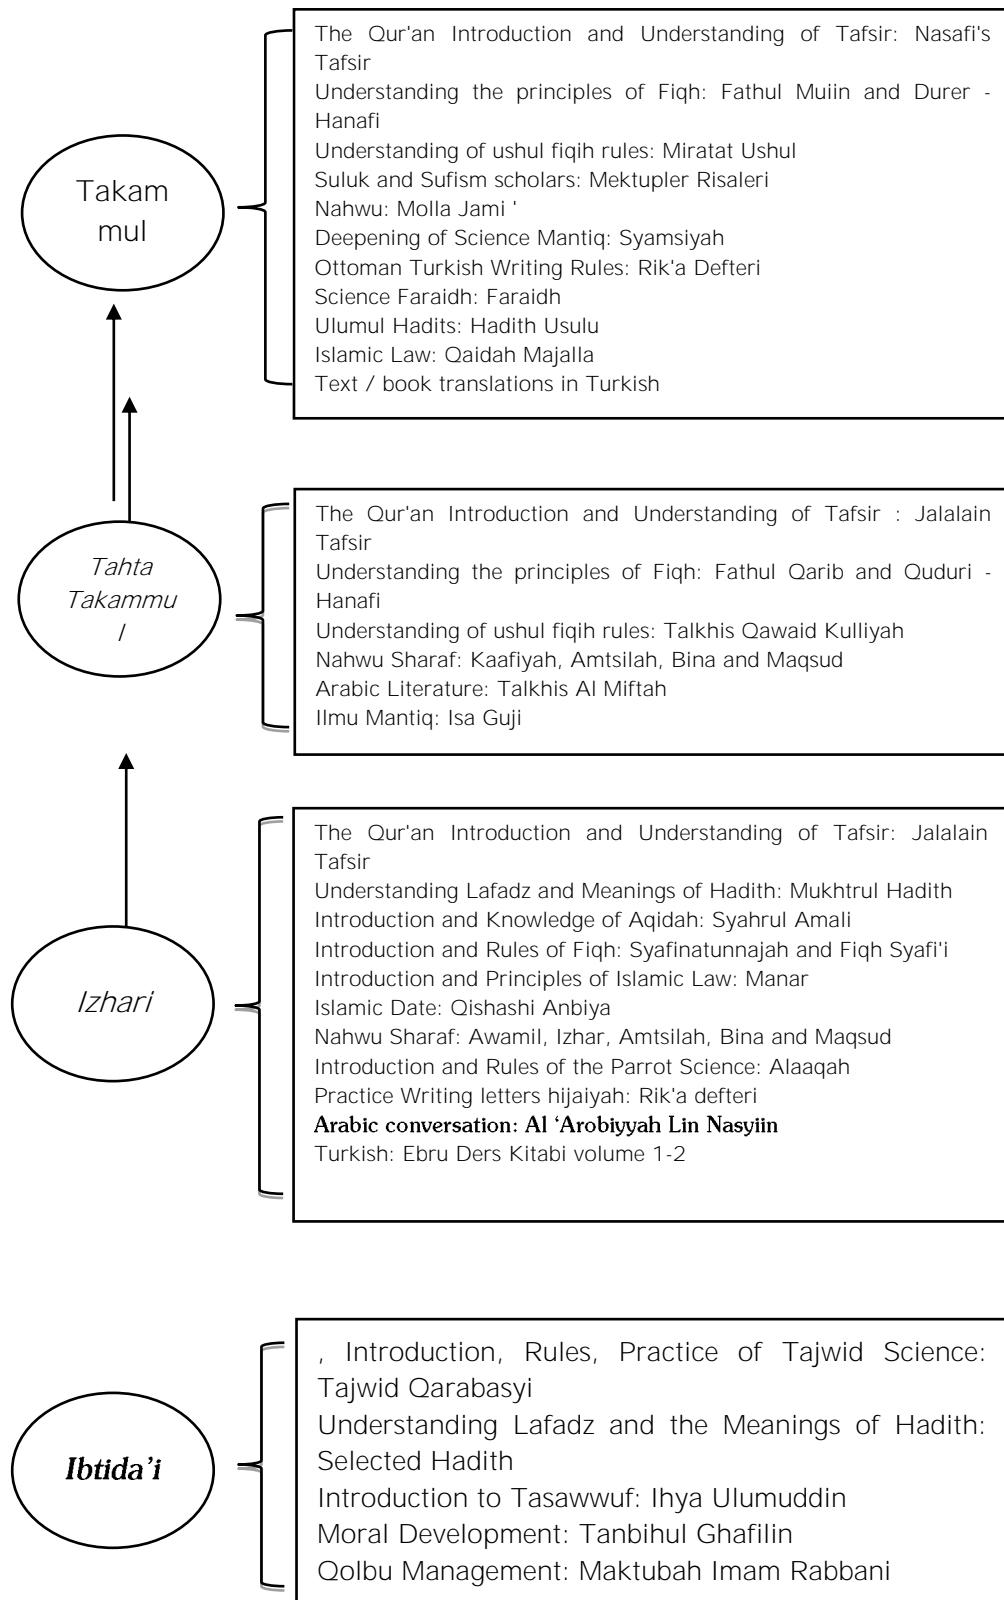 Takam
mul
The Qur'an Introduction and Understanding of Tafsir: Nasafi's
Tafsir
Understanding the principles of Fiqh: Fathul Muiin and Durer -
Hanafi
Understanding of ushul fiqih rules: Miratat Ushul
Suluk and Sufism scholars: Mektupler Risaleri
Nahwu: Molla Jami '
Deepening of Science Mantiq: Syamsiyah
Ottoman Turkish Writing Rules: Rik'a Defteri
Science Faraidh: Faraidh
Ulumul Hadits: Hadith Usulu
Islamic Law: Qaidah Majalla
Text / book translations in Turkish
Tahta
Takammu
l
The Qur'an Introduction and Understanding of Tafsir : Jalalain
Tafsir
Understanding the principles of Fiqh: Fathul Qarib and Quduri -
Hanafi
Understanding of ushul fiqih rules: Talkhis Qawaid Kulliyah
Nahwu Sharaf: Kaafiyah, Amtsilah, Bina and Maqsud
Arabic Literature: Talkhis Al Miftah
Ilmu Mantiq: Isa Guji
Izhari
The Qur'an Introduction and Understanding of Tafsir: Jalalain
Tafsir
Understanding Lafadz and Meanings of Hadith: Mukhtrul Hadith
Introduction and Knowledge of Aqidah: Syahrul Amali
Introduction and Rules of Fiqh: Syafinatunnajah and Fiqh Syafi'i
Introduction and Principles of Islamic Law: Manar
Islamic Date: Qishashi Anbiya
Nahwu Sharaf: Awamil, Izhar, Amtsilah, Bina and Maqsud
Introduction and Rules of the Parrot Science: Alaaqah
Practice Writing letters hijaiyah: Rik'a defteri
Arabic conversation: Al ‘Arobiyyah Lin Nasyiin
Turkish: Ebru Ders Kitabi volume 1-2
Ibtida’i
, Introduction, Rules, Practice of Tajwid Science:
Tajwid Qarabasyi
Understanding Lafadz and the Meanings of Hadith:
Selected Hadith
Introduction to Tasawwuf: Ihya Ulumuddin
Moral Development: Tanbihul Ghafilin
Qolbu Management: Maktubah Imam Rabbani